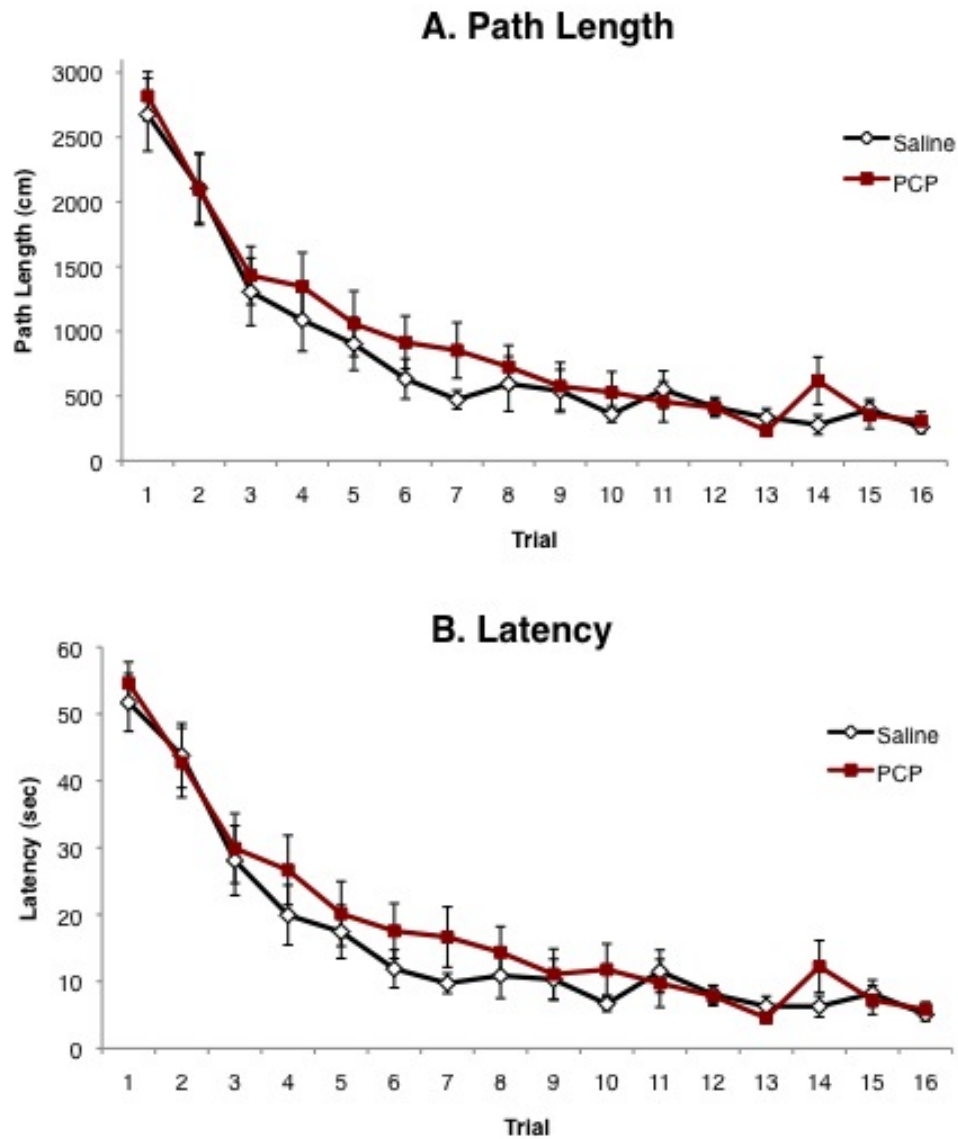 A. Path Length
3000
2500
2000
1500
1000
500
0
Path Length (cm)
Saline
PCP
1 2 3 4 5 6 7 8 9 10 11 12 13 14 15 16
Trial
B. Latency
60
50
40
30
20
10
0
Latency (sec)
Saline
PCP
1 2 3 4 5 6 7 8 9 10 11 12 13 14 15 16
Trial